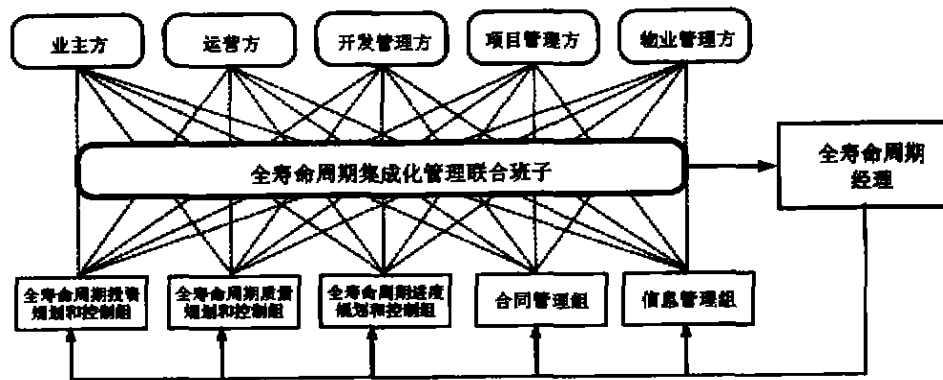 业主方
运营方
开发管理方
项目管理方
物业管理方
全寿命周期集成化管理联合班子
全寿命周期
经理
全寿命周期投资
规划和控制组
全寿命周期质量
规划和控制组
全寿命周期进度
规划和控制组
合同管理组
信息管理组